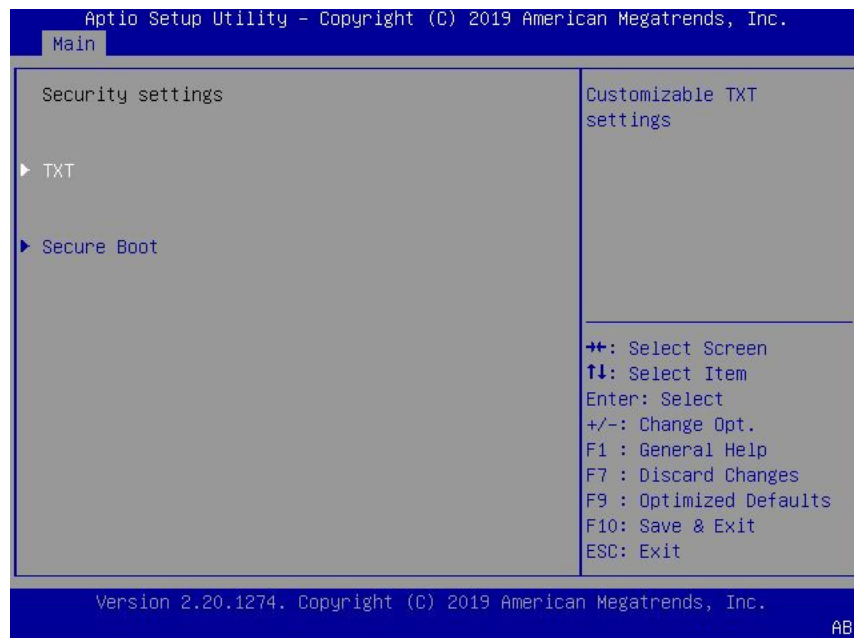 Aptio Setup Utility – Copyright (C) 2019 American Megatrends, Inc.
Main
Security settings
TXT
Secure Boot
Customizable TXT
settings
→←: Select Screen
↑↓: Select Item
Enter: Select
+/-: Change Opt.
F1 : General Help
F7 : Discard Changes
F9 : Optimized Defaults
F10: Save & Exit
ESC: Exit
Version 2.20.1274. Copyright (C) 2019 American Megatrends, Inc.
AB